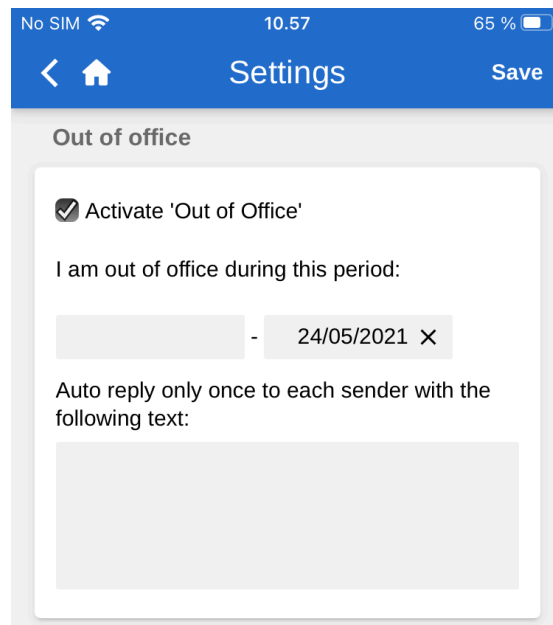 No SIM 10.57 65 %
Settings Save
Out of office
Activate 'Out of Office'
I am out of office during this period:
- 24/05/2021
Auto reply only once to each sender with the
following text: